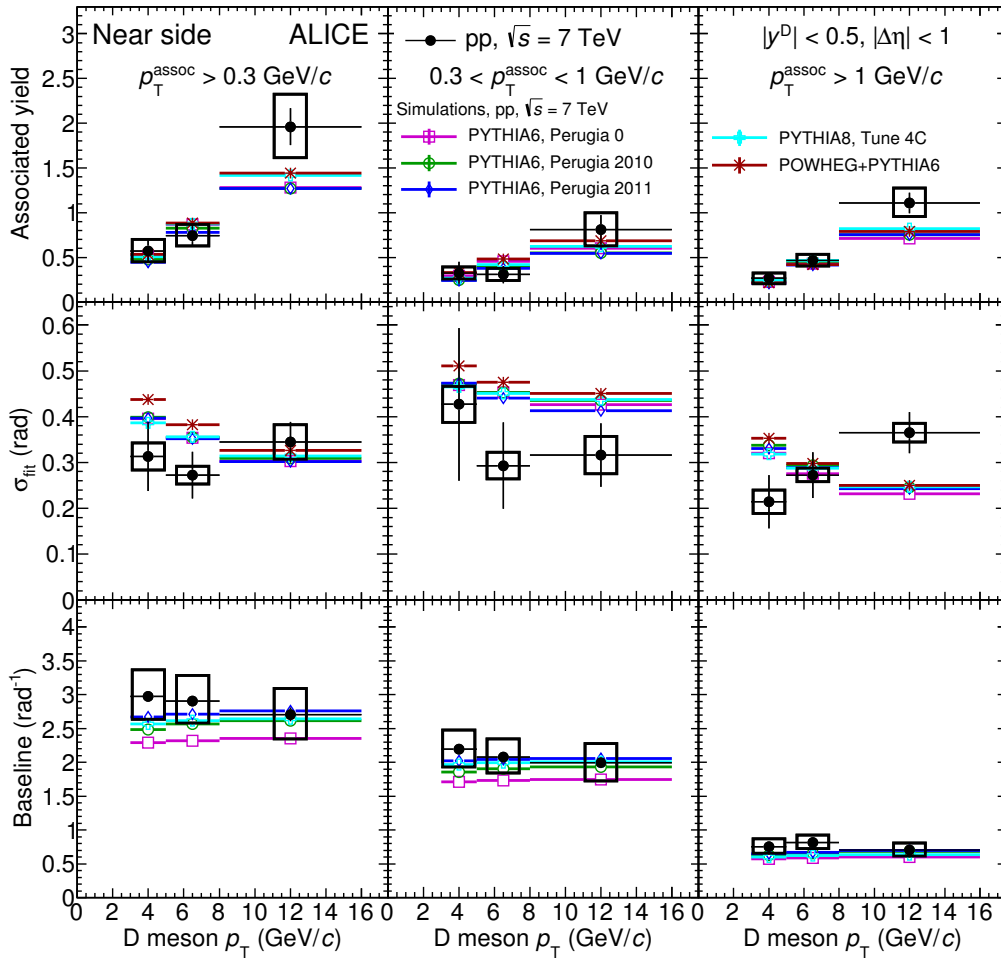 Near side ALICE
p_T^assoc > 0.3 GeV/c
pp, √s = 7 TeV
0.3 < p_T^assoc < 1 GeV/c
Simulations, pp, √s = 7 TeV
PYTHIA6, Perugia 0
PYTHIA6, Perugia 2010
PYTHIA6, Perugia 2011
|y^D| < 0.5, |Δη| < 1
p_T^assoc > 1 GeV/c
PYTHIA8, Tune 4C
POWHEG+PYTHIA6
Associated yield
3
2.5
2
1.5
1
0.5
0
σ_fit (rad)
0.6
0.5
0.4
0.3
0.2
0.1
0
Baseline (rad⁻¹)
4
3.5
3
2.5
2
1.5
1
0.5
0
0 2 4 6 8 10 12 14 16
2 4 6 8 10 12 14 16
2 4 6 8 10 12 14 16
D meson p_T (GeV/c) D meson p_T (GeV/c) D meson p_T (GeV/c)